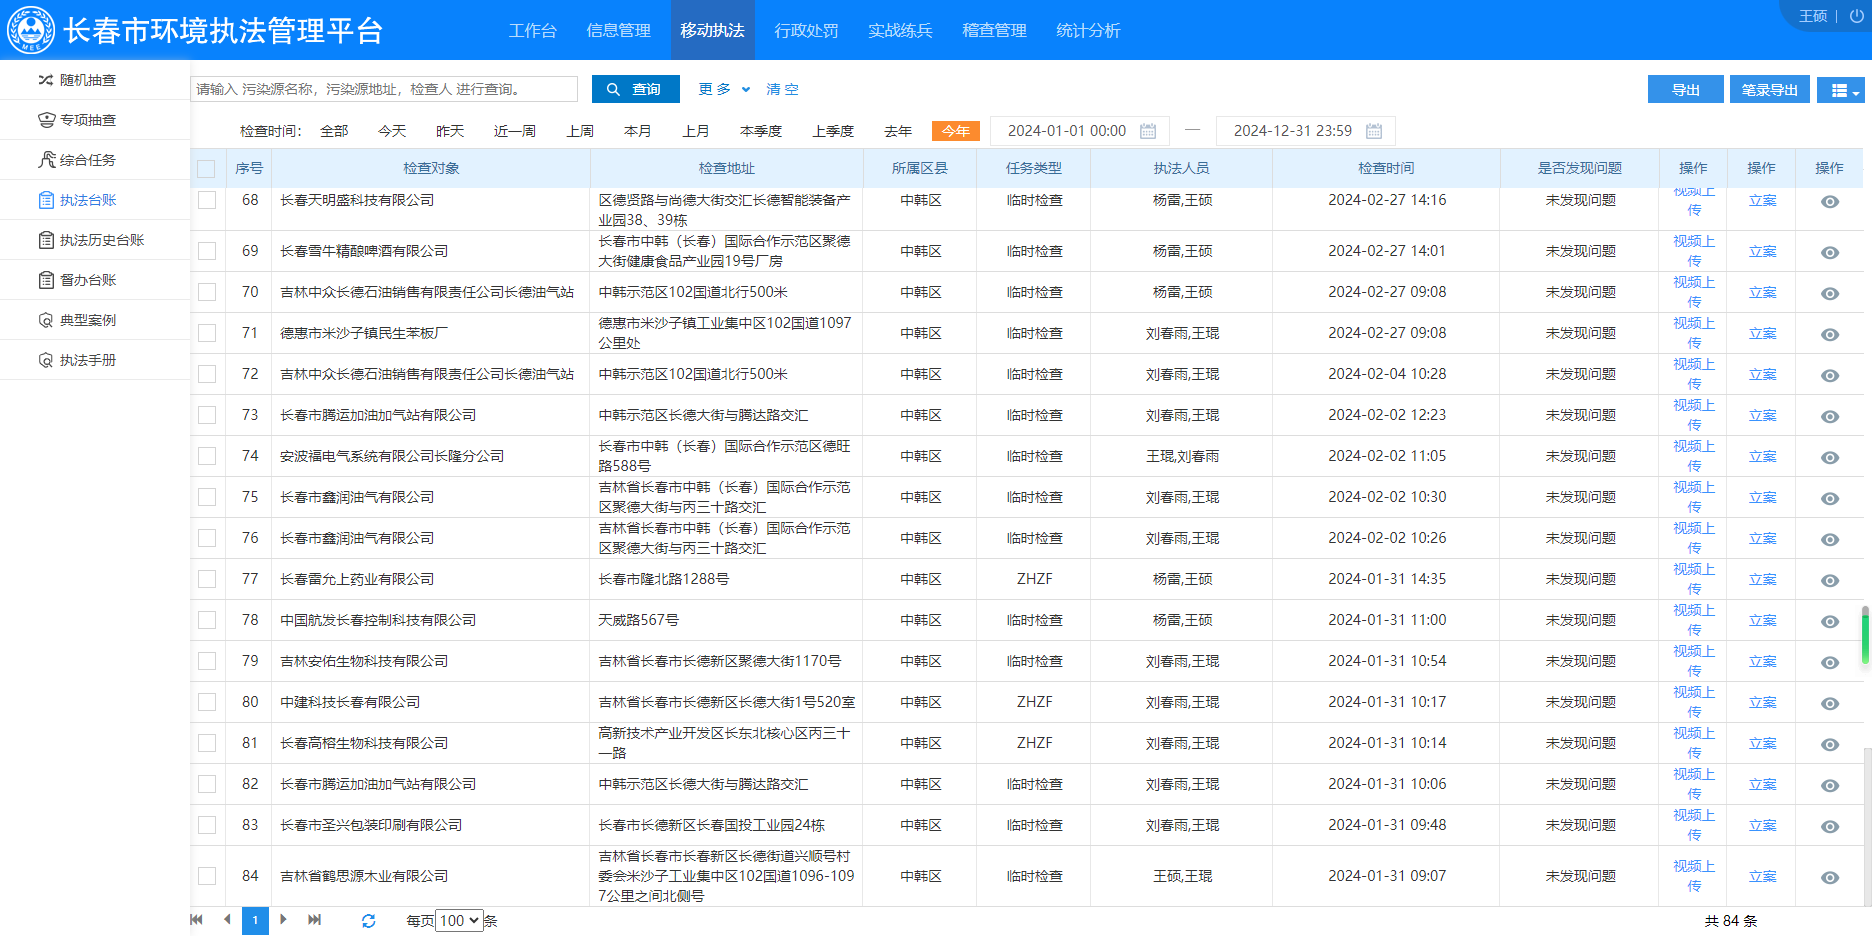 长春市环境执法管理平台
工作台 信息管理 移动执法 行政处罚 实战练兵 稽查管理 统计分析
王硕
MEE
随机抽查
专项抽查
综合任务
执法台账
执法历史台账
督办台账
典型案例
执法手册
请输入 污染源名称，污染源地址，检查人 进行查询。 查询 更多 清空 导出 笔录导出
检查时间： 全部 今天 昨天 近一周 上周 本月 上月 本季度 上季度 去年 今年 2024-01-01 00:00 — 2024-12-31 23:59
序号 检查对象 检查地址 所属区县 任务类型 执法人员 检查时间 是否发现问题 操作 操作 操作
68 长春天明盛科技有限公司 区德贤路与尚德大街交汇长德智能装备产 中韩区 临时检查 杨雷,王硕 2024-02-27 14:16 未发现问题 视频上 立案
业园38、39栋 传
69 长春雪牛精酿啤酒有限公司 长春市中韩（长春）国际合作示范区聚德 中韩区 临时检查 杨雷,王硕 2024-02-27 14:01 未发现问题 视频上 立案
大街健康食品产业园19号厂房 传
70 吉林中众长德石油销售有限责任公司长德油气站 中韩示范区102国道北行500米 中韩区 临时检查 杨雷,王硕 2024-02-27 09:08 未发现问题 视频上 立案
传
71 德惠市米沙子镇民生苯板厂 德惠市米沙子镇工业集中区102国道1097 中韩区 临时检查 刘春雨,王琨 2024-02-27 09:08 未发现问题 视频上 立案
公里处 传
72 吉林中众长德石油销售有限责任公司长德油气站 中韩示范区102国道北行500米 中韩区 临时检查 刘春雨,王琨 2024-02-04 10:28 未发现问题 视频上 立案
传
73 长春市腾运加油加气站有限公司 中韩示范区长德大街与腾达路交汇 中韩区 临时检查 刘春雨,王琨 2024-02-02 12:23 未发现问题 视频上 立案
传
74 安波福电气系统有限公司长隆分公司 长春市中韩（长春）国际合作示范区德旺 中韩区 临时检查 王琨,刘春雨 2024-02-02 11:05 未发现问题 视频上 立案
路588号 传
75 长春市鑫润油气有限公司 吉林省长春市中韩（长春）国际合作示范 中韩区 临时检查 刘春雨,王琨 2024-02-02 10:30 未发现问题 视频上 立案
区聚德大街与丙三十路交汇 传
76 长春市鑫润油气有限公司 吉林省长春市中韩（长春）国际合作示范 中韩区 临时检查 刘春雨,王琨 2024-02-02 10:26 未发现问题 视频上 立案
区聚德大街与丙三十路交汇 传
77 长春雷允上药业有限公司 长春市隆北路1288号 中韩区 ZHZF 杨雷,王硕 2024-01-31 14:35 未发现问题 视频上 立案
传
78 中国航发长春控制科技有限公司 天威路567号 中韩区 临时检查 杨雷,王硕 2024-01-31 11:00 未发现问题 视频上 立案
传
79 吉林安佑生物科技有限公司 吉林省长春市长德新区聚德大街1170号 中韩区 临时检查 刘春雨,王琨 2024-01-31 10:54 未发现问题 视频上 立案
传
80 中建科技长春有限公司 吉林省长春市长德新区长德大街1号520室 中韩区 ZHZF 刘春雨,王琨 2024-01-31 10:17 未发现问题 视频上 立案
传
81 长春高榕生物科技有限公司 高新技术产业开发区长东北核心区丙三十 中韩区 ZHZF 刘春雨,王琨 2024-01-31 10:14 未发现问题 视频上 立案
一路 传
82 长春市腾运加油加气站有限公司 中韩示范区长德大街与腾达路交汇 中韩区 临时检查 刘春雨,王琨 2024-01-31 10:06 未发现问题 视频上 立案
传
83 长春市圣兴包装印刷有限公司 长春市长德新区长春国投工业园24栋 中韩区 临时检查 刘春雨,王琨 2024-01-31 09:48 未发现问题 视频上 立案
传
84 吉林省鹤思源木业有限公司 吉林省长春市长春新区长德街道兴顺号村 中韩区 临时检查 王硕,王琨 2024-01-31 09:07 未发现问题 视频上 立案
委会米沙子工业集中区102国道1096-109 传
7公里之间北侧号
1 每页 100 条 共 84 条